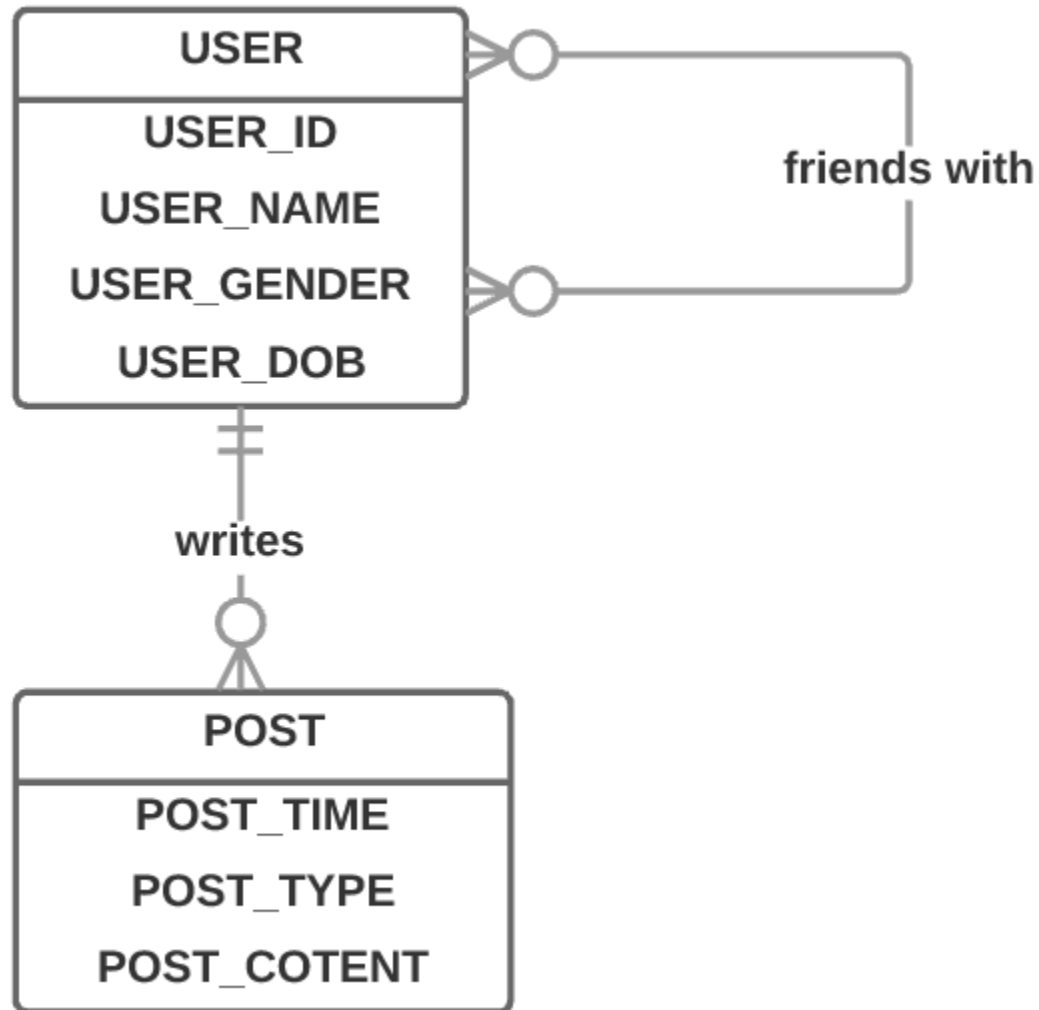 USER
USER_ID
USER_NAME
USER_GENDER
USER_DOB
friends with
writes
POST
POST_TIME
POST_TYPE
POST_COTENT